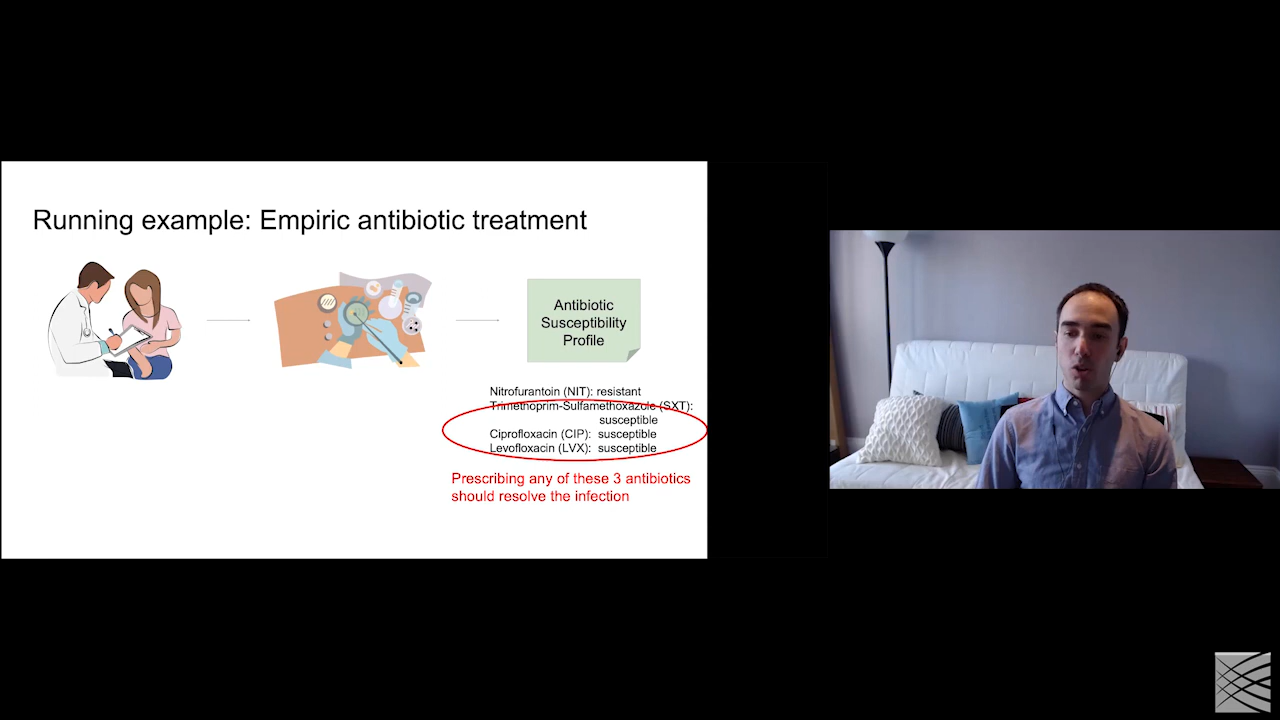 Running example: Empiric antibiotic treatment
Antibiotic
Susceptibility
Profile
Nitrofurantoin (NIT): resistant
Trimethoprim-Sulfamethoxazole (SXT):
susceptible
Ciprofloxacin (CIP): susceptible
Levofloxacin (LVX): susceptible
Prescribing any of these 3 antibiotics
should resolve the infection